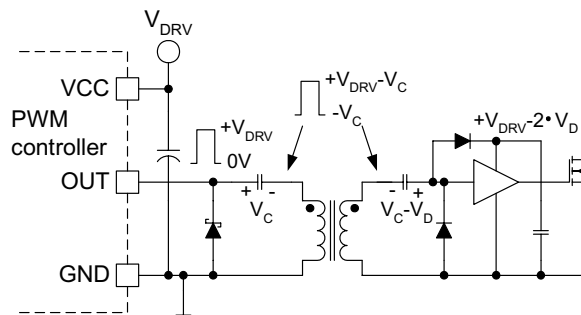 V_DRV
VCC
PWM
controller
+V_DRV
0V
+V_DRV-V_C
-V_C
+V_DRV-2•V_D
OUT
+ -
V_C
- +
V_C-V_D
GND